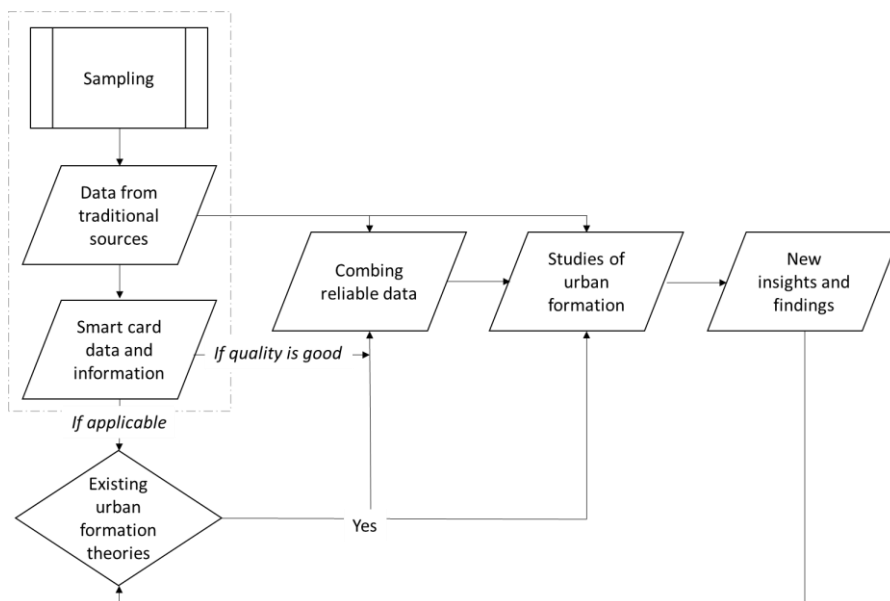 Sampling
Data from
traditional
sources
Combing
reliable data
Studies of
urban
formation
New
insights and
findings
Smart card
data and
information
If quality is good
If applicable
Existing
urban
formation
theories
Yes